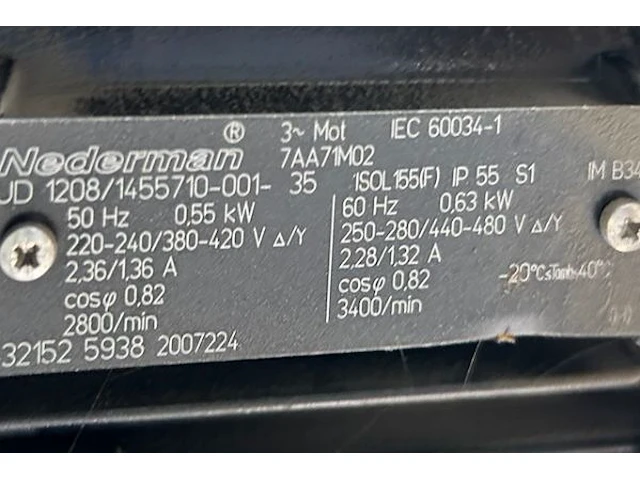 Nederman ® 3~ Mot IEC 60034-1
7AA71M02
UD 1208/1455710-001- 35 ISOL155(F) IP 55 S1 IM B34
50 Hz 0,55 kW
220-240/380-420 V Δ/Y
2,36/1,36 A
cosφ 0,82
2800/min
60 Hz 0,63 kW
250-280/440-480 V Δ/Y
2,28/1,32 A
cosφ 0,82
3400/min
-20°C≤Tamb≤40°
321525 5938 2007224